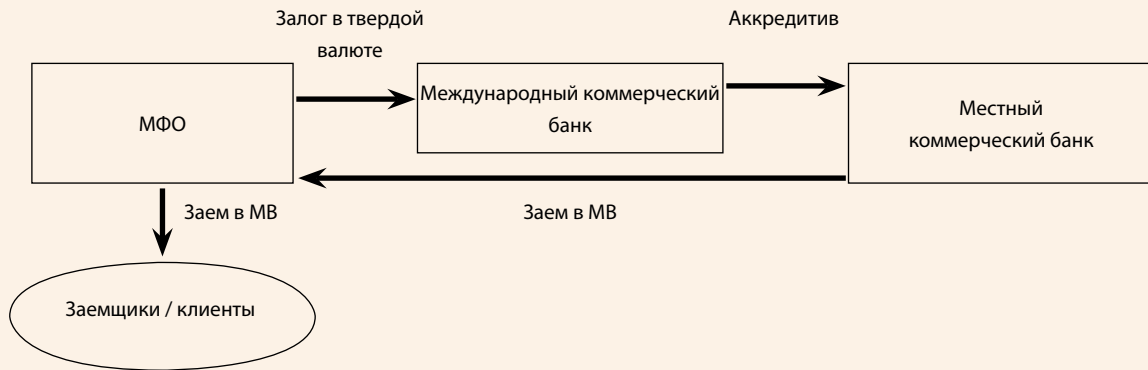 Залог в твердой
валюте
Аккредитив
МФО
Международный коммерческий
банк
Местный
коммерческий банк
Заем в МВ
Заем в МВ
Заемщики / клиенты